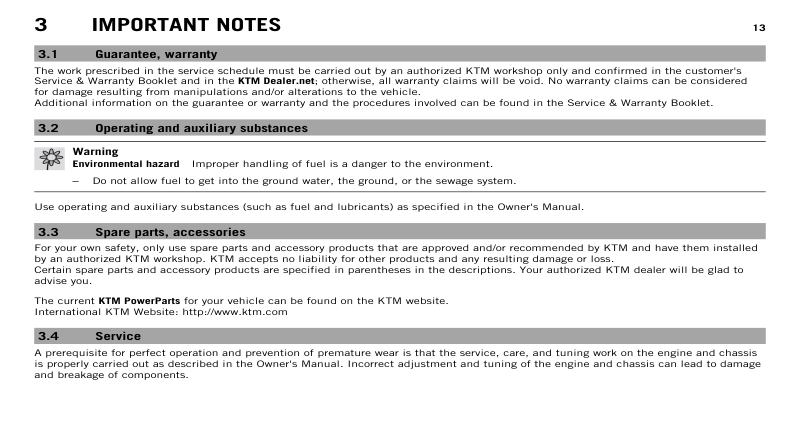 3 IMPORTANT NOTES 13
3.1 Guarantee, warranty
The work prescribed in the service schedule must be carried out by an authorized KTM workshop only and confirmed in the customer's
Service & Warranty Booklet and in the KTM Dealer.net; otherwise, all warranty claims will be void. No warranty claims can be considered
for damage resulting from manipulations and/or alterations to the vehicle.
Additional information on the guarantee or warranty and the procedures involved can be found in the Service & Warranty Booklet.
3.2 Operating and auxiliary substances
Warning
Environmental hazard Improper handling of fuel is a danger to the environment.
– Do not allow fuel to get into the ground water, the ground, or the sewage system.
Use operating and auxiliary substances (such as fuel and lubricants) as specified in the Owner's Manual.
3.3 Spare parts, accessories
For your own safety, only use spare parts and accessory products that are approved and/or recommended by KTM and have them installed
by an authorized KTM workshop. KTM accepts no liability for other products and any resulting damage or loss.
Certain spare parts and accessory products are specified in parentheses in the descriptions. Your authorized KTM dealer will be glad to
advise you.
The current KTM PowerParts for your vehicle can be found on the KTM website.
International KTM Website: http://www.ktm.com
3.4 Service
A prerequisite for perfect operation and prevention of premature wear is that the service, care, and tuning work on the engine and chassis
is properly carried out as described in the Owner's Manual. Incorrect adjustment and tuning of the engine and chassis can lead to damage
and breakage of components.